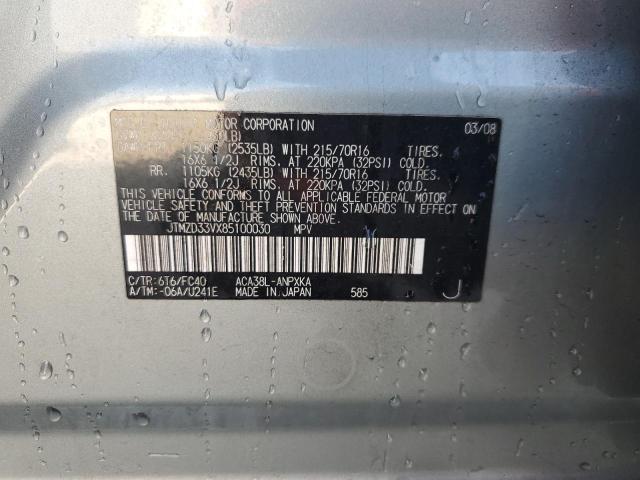 MOTOR CORPORATION 03/08
1150KG (2535LB) WITH 215/70R16 TIRES,
16X6 1/2J RIMS, AT 220KPA (32PSI) COLD.
RR. 1105KG (2435LB) WITH 215/70R16 TIRES,
16X6 1/2J RIMS, AT 220KPA (32PSI) COLD.
THIS VEHICLE CONFORMS TO ALL APPLICABLE FEDERAL MOTOR
VEHICLE SAFETY AND THEFT PREVENTION STANDARDS IN EFFECT ON
THE DATE OF MANUFACTURE SHOWN ABOVE.
JTMZD33VX85100030 MPV
C/TR:6T6/FC40 ACA38L-ANPXKA
A/TM:-06A/U241E MADE IN JAPAN 585 J